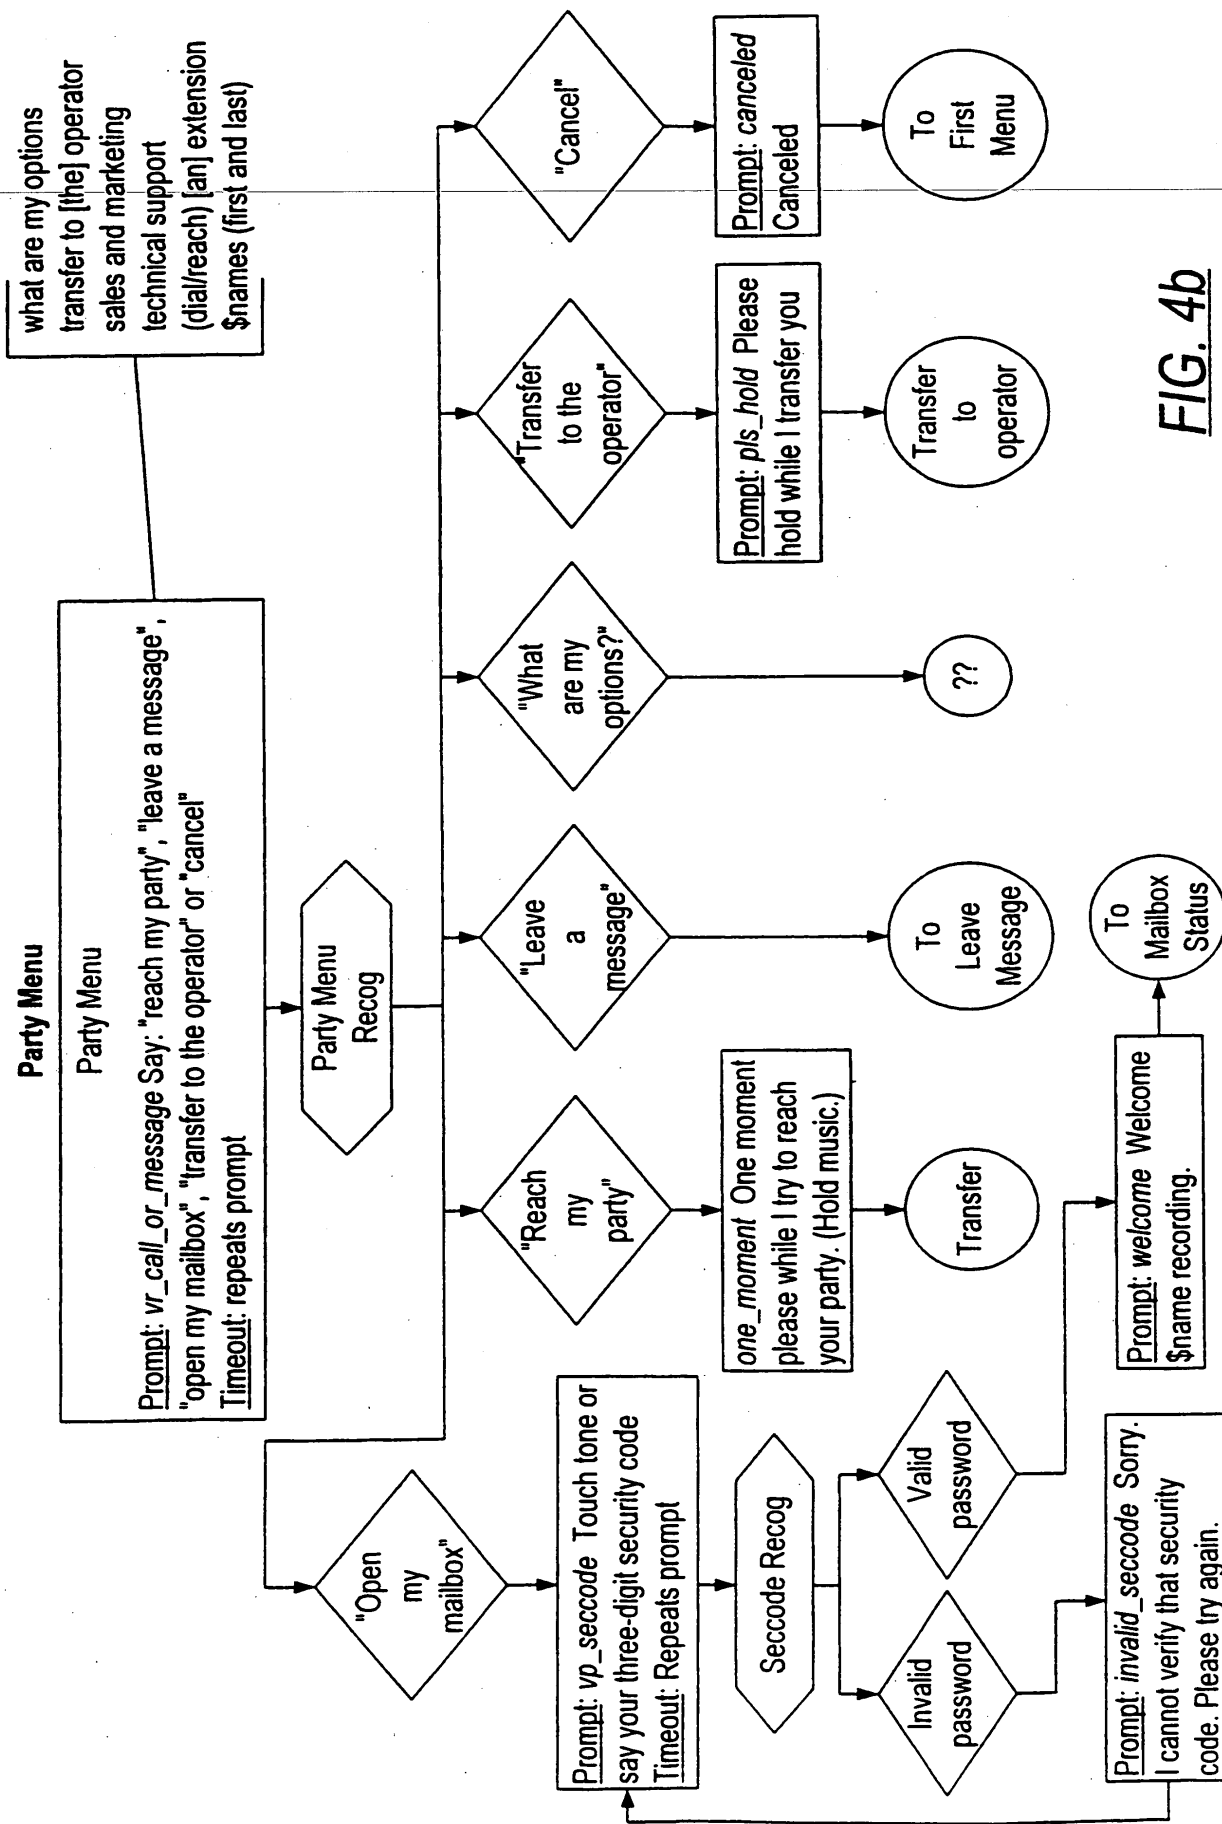 Party Menu
Party Menu
Prompt: vr_call_or_message Say: "reach my party", "leave a message",
"open my mailbox", "transfer to the operator" or "cancel"
Timeout: repeats prompt
what are my options
transfer to [the] operator
sales and marketing
technical support
(dial/reach) [an] extension
$names (first and last)
Party Menu
Recog
"Open
my
mailbox"
"Reach
my
party"
"Leave
a
message"
"What
are my
options?"
"Transfer
to the
operator"
"Cancel"
Prompt: vp_seccode Touch tone or
say your three-digit security code
Timeout: Repeats prompt
one_moment One moment
please while I try to reach
your party. (Hold music.)
Prompt: pls_hold Please
hold while I transfer you
Prompt: canceled
Canceled
Seccode Recog
Transfer
To
Leave
Message
??
Transfer
to
operator
To
First
Menu
Invalid
password
Valid
password
Prompt: invalid_seccode Sorry.
I cannot verify that security
code. Please try again.
Prompt: welcome Welcome
$name recording.
To
Mailbox
Status
FIG. 4b